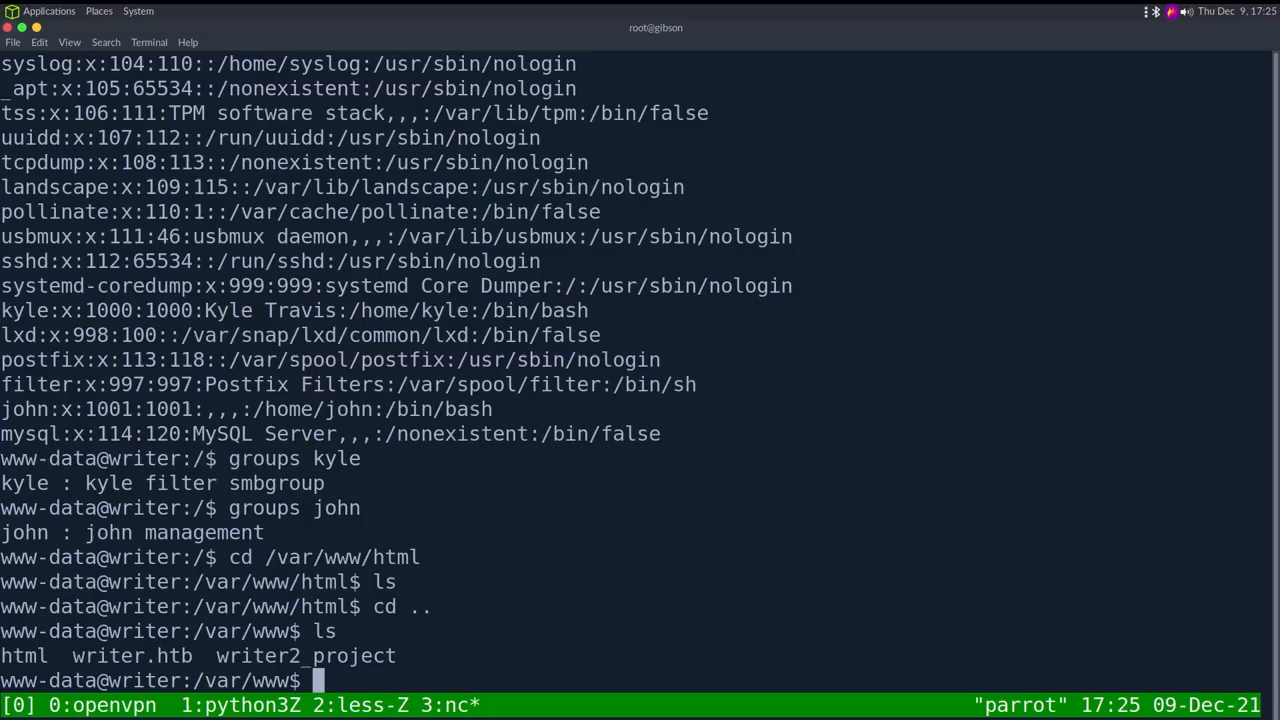 Applications Places System Thu Dec 9, 17:25
root@gibson
File Edit View Search Terminal Help
syslog:x:104:110::/home/syslog:/usr/sbin/nologin
_apt:x:105:65534::/nonexistent:/usr/sbin/nologin
tss:x:106:111:TPM software stack,,,:/var/lib/tpm:/bin/false
uuidd:x:107:112::/run/uuidd:/usr/sbin/nologin
tcpdump:x:108:113::/nonexistent:/usr/sbin/nologin
landscape:x:109:115::/var/lib/landscape:/usr/sbin/nologin
pollinate:x:110:1::/var/cache/pollinate:/bin/false
usbmux:x:111:46:usbmux daemon,,,:/var/lib/usbmux:/usr/sbin/nologin
sshd:x:112:65534::/run/sshd:/usr/sbin/nologin
systemd-coredump:x:999:999:systemd Core Dumper:/:/usr/sbin/nologin
kyle:x:1000:1000:Kyle Travis:/home/kyle:/bin/bash
lxd:x:998:100::/var/snap/lxd/common/lxd:/bin/false
postfix:x:113:118::/var/spool/postfix:/usr/sbin/nologin
filter:x:997:997:Postfix Filters:/var/spool/filter:/bin/sh
john:x:1001:1001:,,,:/home/john:/bin/bash
mysql:x:114:120:MySQL Server,,,:/nonexistent:/bin/false
www-data@writer:/$ groups kyle
kyle : kyle filter smbgroup
www-data@writer:/$ groups john
john : john management
www-data@writer:/$ cd /var/www/html
www-data@writer:/var/www/html$ ls
www-data@writer:/var/www/html$ cd ..
www-data@writer:/var/www$ ls
html writer.htb writer2_project
www-data@writer:/var/www$
[0] 0:openvpn 1:python3Z 2:less-Z 3:nc* "parrot" 17:25 09-Dec-21